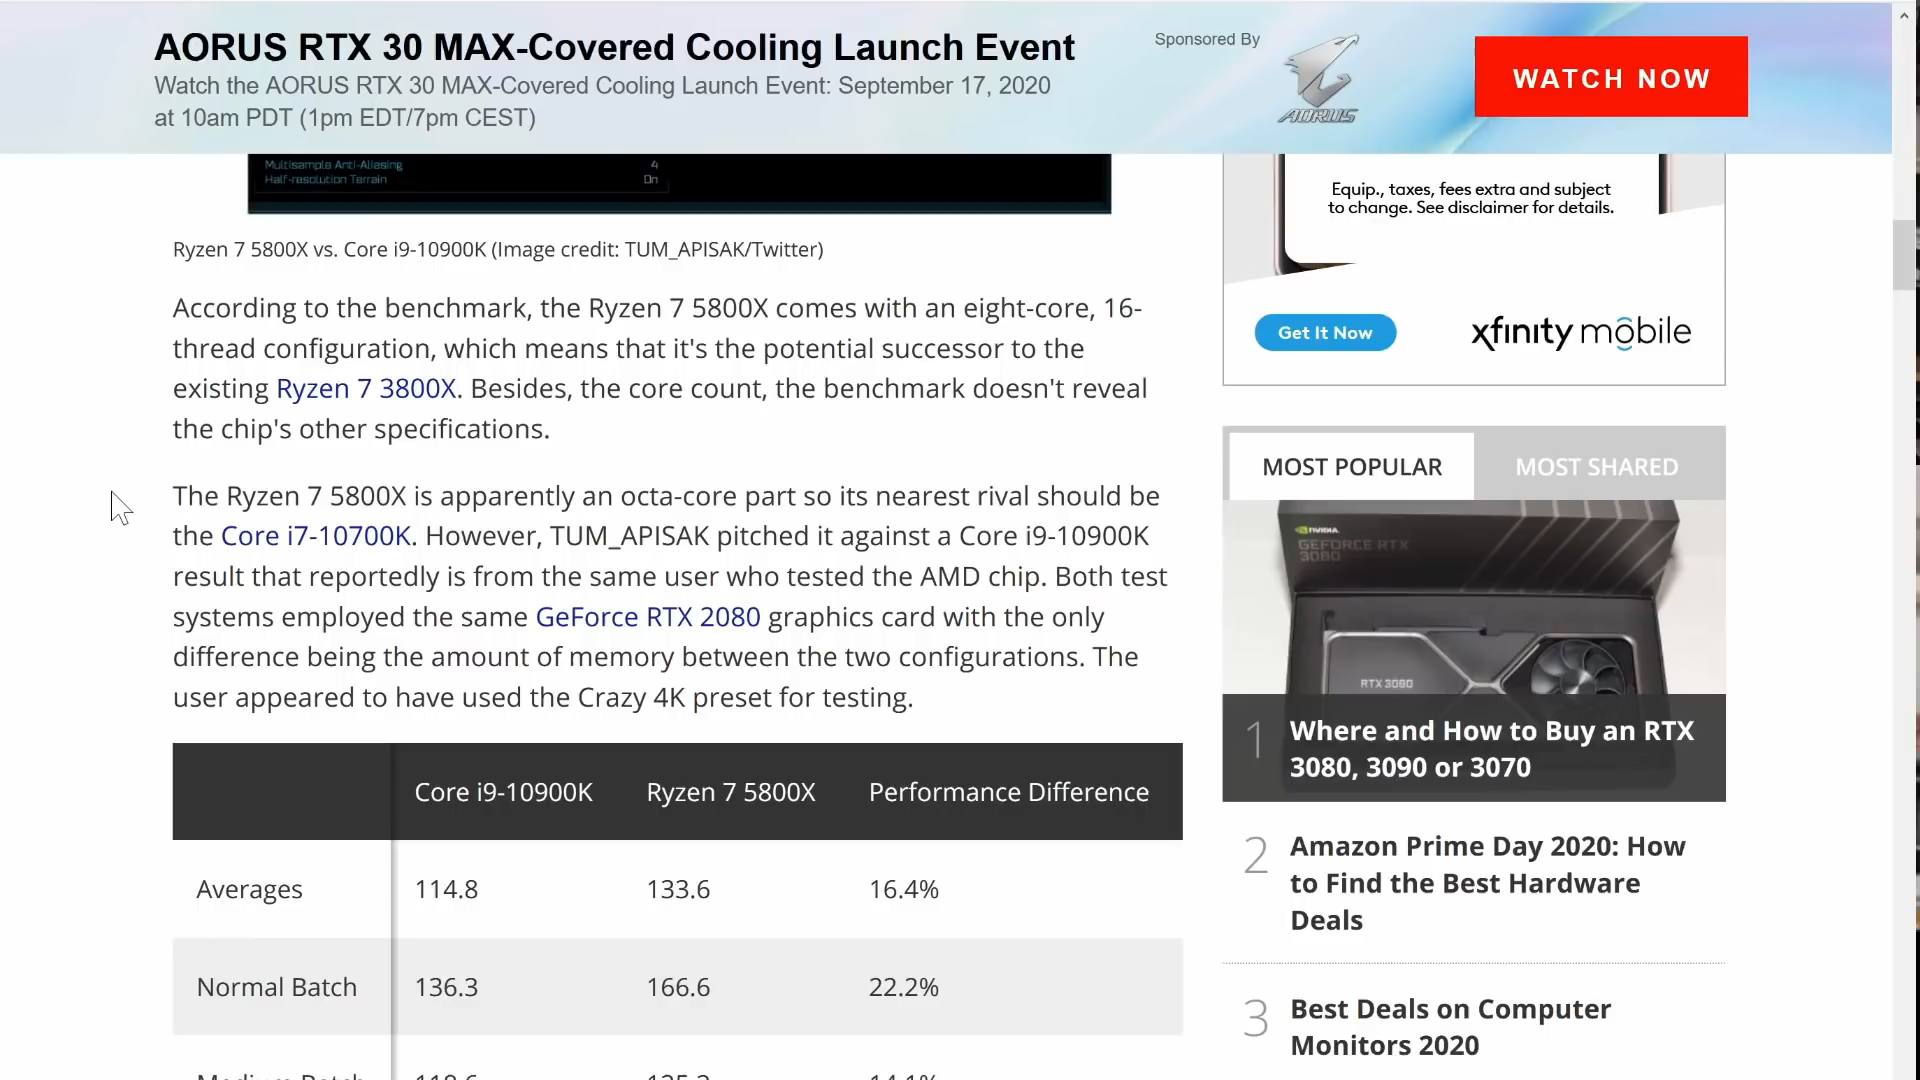 AORUS RTX 30 MAX-Covered Cooling Launch Event
Watch the AORUS RTX 30 MAX-Covered Cooling Launch Event: September 17, 2020
at 10am PDT (1pm EDT/7pm CEST)
Sponsored By
AORUS
WATCH NOW
Multisample Anti-Aliasing 4
Half-resolution Terrain On
Ryzen 7 5800X vs. Core i9-10900K (Image credit: TUM_APISAK/Twitter)
According to the benchmark, the Ryzen 7 5800X comes with an eight-core, 16-
thread configuration, which means that it's the potential successor to the
existing Ryzen 7 3800X. Besides, the core count, the benchmark doesn't reveal
the chip's other specifications.
The Ryzen 7 5800X is apparently an octa-core part so its nearest rival should be
the Core i7-10700K. However, TUM_APISAK pitched it against a Core i9-10900K
result that reportedly is from the same user who tested the AMD chip. Both test
systems employed the same GeForce RTX 2080 graphics card with the only
difference being the amount of memory between the two configurations. The
user appeared to have used the Crazy 4K preset for testing.
Core i9-10900K Ryzen 7 5800X Performance Difference
Averages 114.8 133.6 16.4%
Normal Batch 136.3 166.6 22.2%
Equip., taxes, fees extra and subject
to change. See disclaimer for details.
Get It Now
xfinity mobile
MOST POPULAR
MOST SHARED
NVIDIA
GEFORCE RTX
3080
RTX 3080
1 Where and How to Buy an RTX
3080, 3090 or 3070
2 Amazon Prime Day 2020: How
to Find the Best Hardware
Deals
3 Best Deals on Computer
Monitors 2020